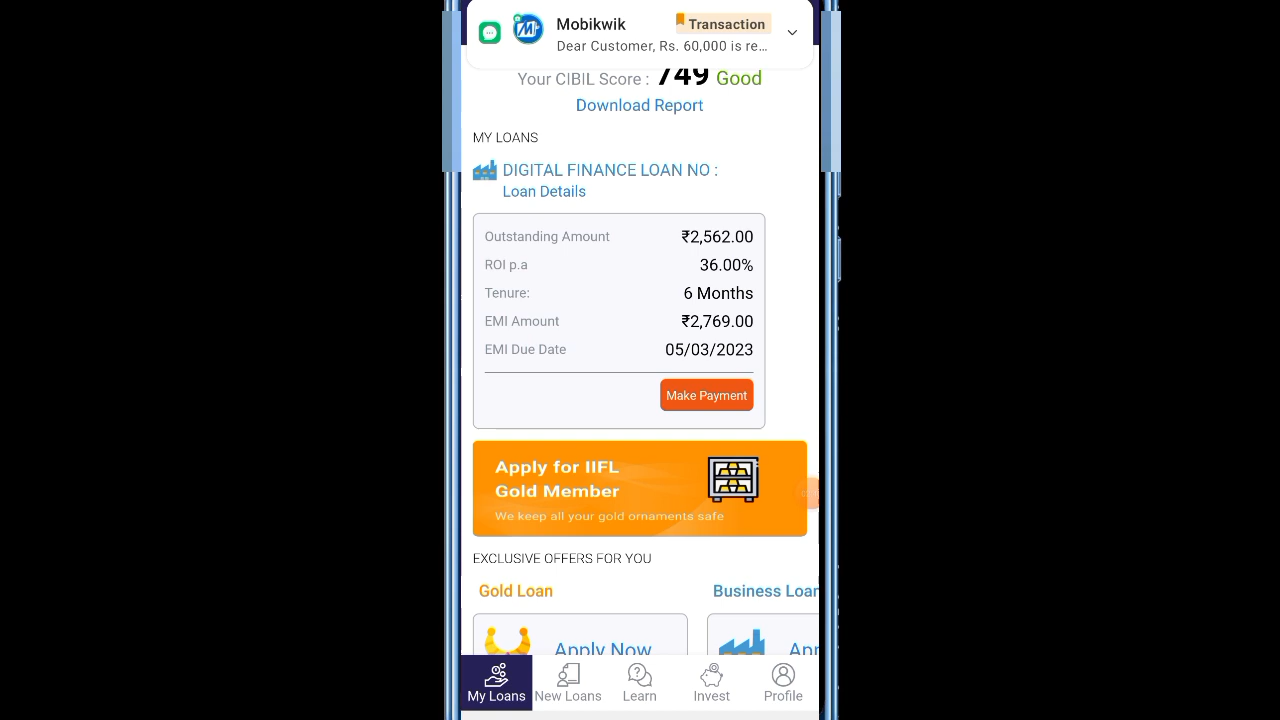 Mobikwik
Transaction
Dear Customer, Rs. 60,000 is re...
Your CIBIL Score : 749 Good
Download Report
MY LOANS
DIGITAL FINANCE LOAN NO :
Loan Details
Outstanding Amount ₹2,562.00
ROI p.a 36.00%
Tenure: 6 Months
EMI Amount ₹2,769.00
EMI Due Date 05/03/2023
Make Payment
Apply for IIFL
Gold Member
We keep all your gold ornaments safe
EXCLUSIVE OFFERS FOR YOU
Gold Loan Business Loan
Apply Now
My Loans New Loans Learn Invest Profile